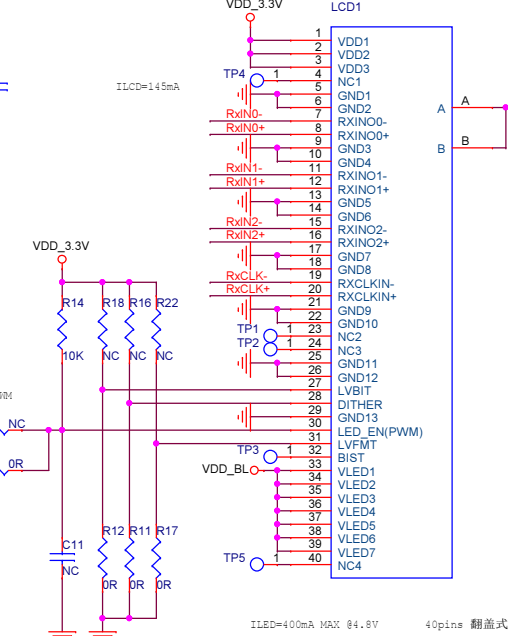 VDD_3.3V
LCD1
ILCD=145mA
1 VDD1
2 VDD2
3 VDD3
TP4 1 4 NC1
5 GND1
6 GND2
A A
RxIN0- 7 RXINO0-
RxIN0+ 8 RXINO0+
9 GND3
B B
10 GND4
RxIN1- 11 RXINO1-
RxIN1+ 12 RXINO1+
13 GND5
14 GND6
RxIN2- 15 RXINO2-
RxIN2+ 16 RXINO2+
17 GND7
18 GND8
RxCLK- 19 RXCLKIN-
RxCLK+ 20 RXCLKIN+
21 GND9
22 GND10
TP1 1 23 NC2
TP2 1 24 NC3
25 GND11
26 GND12
27 LVBIT
28 DITHER
29 GND13
30 LED_EN(PWM)
31 LVFMT
TP3 1 32 BIST
VDD_BL 33 VLED1
34 VLED2
35 VLED3
36 VLED4
37 VLED5
38 VLED6
39 VLED7
TP5 1 40 NC4
VDD_3.3V
R14 R18 R16 R22
10K NC NC NC
WM
NC
0R
C11 R12 R11 R17
NC 0R 0R 0R
ILED=400mA MAX @4.8V 40pins 翻盖式